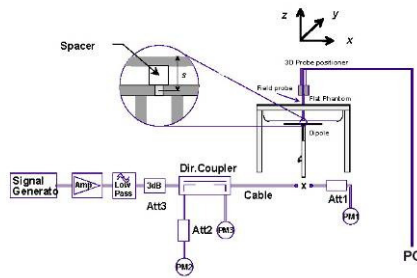 z
y
x
Spacer
s
3D Probe positioner
Field probe
Flat Phantom
Dipole
Signal
Generato
Amp
Low
Pass
3dB
Att3
Dir.Coupler
Cable
x
Att1
PM1
Att2
PM3
PM2
PC